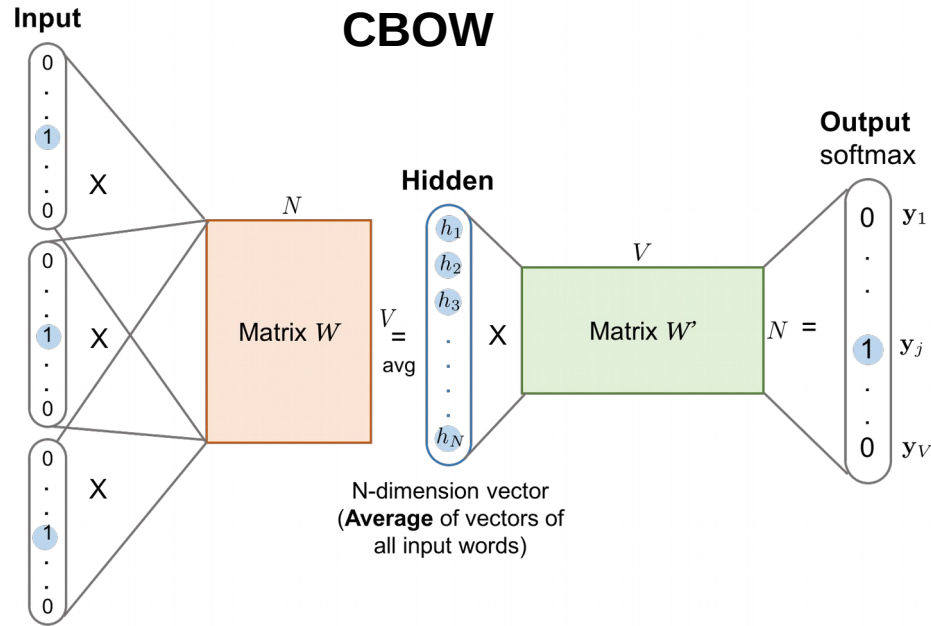 Input
CBOW
0
.
.
1
.
.
0
X
0
.
.
1
.
.
0
X
0
.
.
1
.
.
0
X
N
Matrix W
V
=
avg
Hidden
h1
h2
h3
.
.
.
.
hN
N-dimension vector
(Average of vectors of
all input words)
X
V
Matrix W’
N =
Output
softmax
0 y1
.
.
1 yj
.
.
0 yV